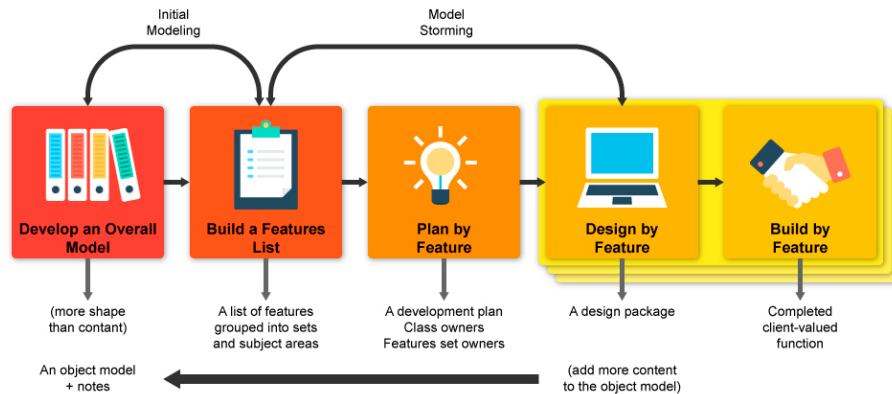 Initial
Modeling
Model
Storming
Develop an Overall
Model
Build a Features
List
Plan by
Feature
Design by
Feature
Build by
Feature
(more shape
than contant)
A list of features
grouped into sets
and subject areas
A development plan
Class owners
Features set owners
A design package
Completed
client-valued
function
An object model
+ notes
(add more content
to the object model)